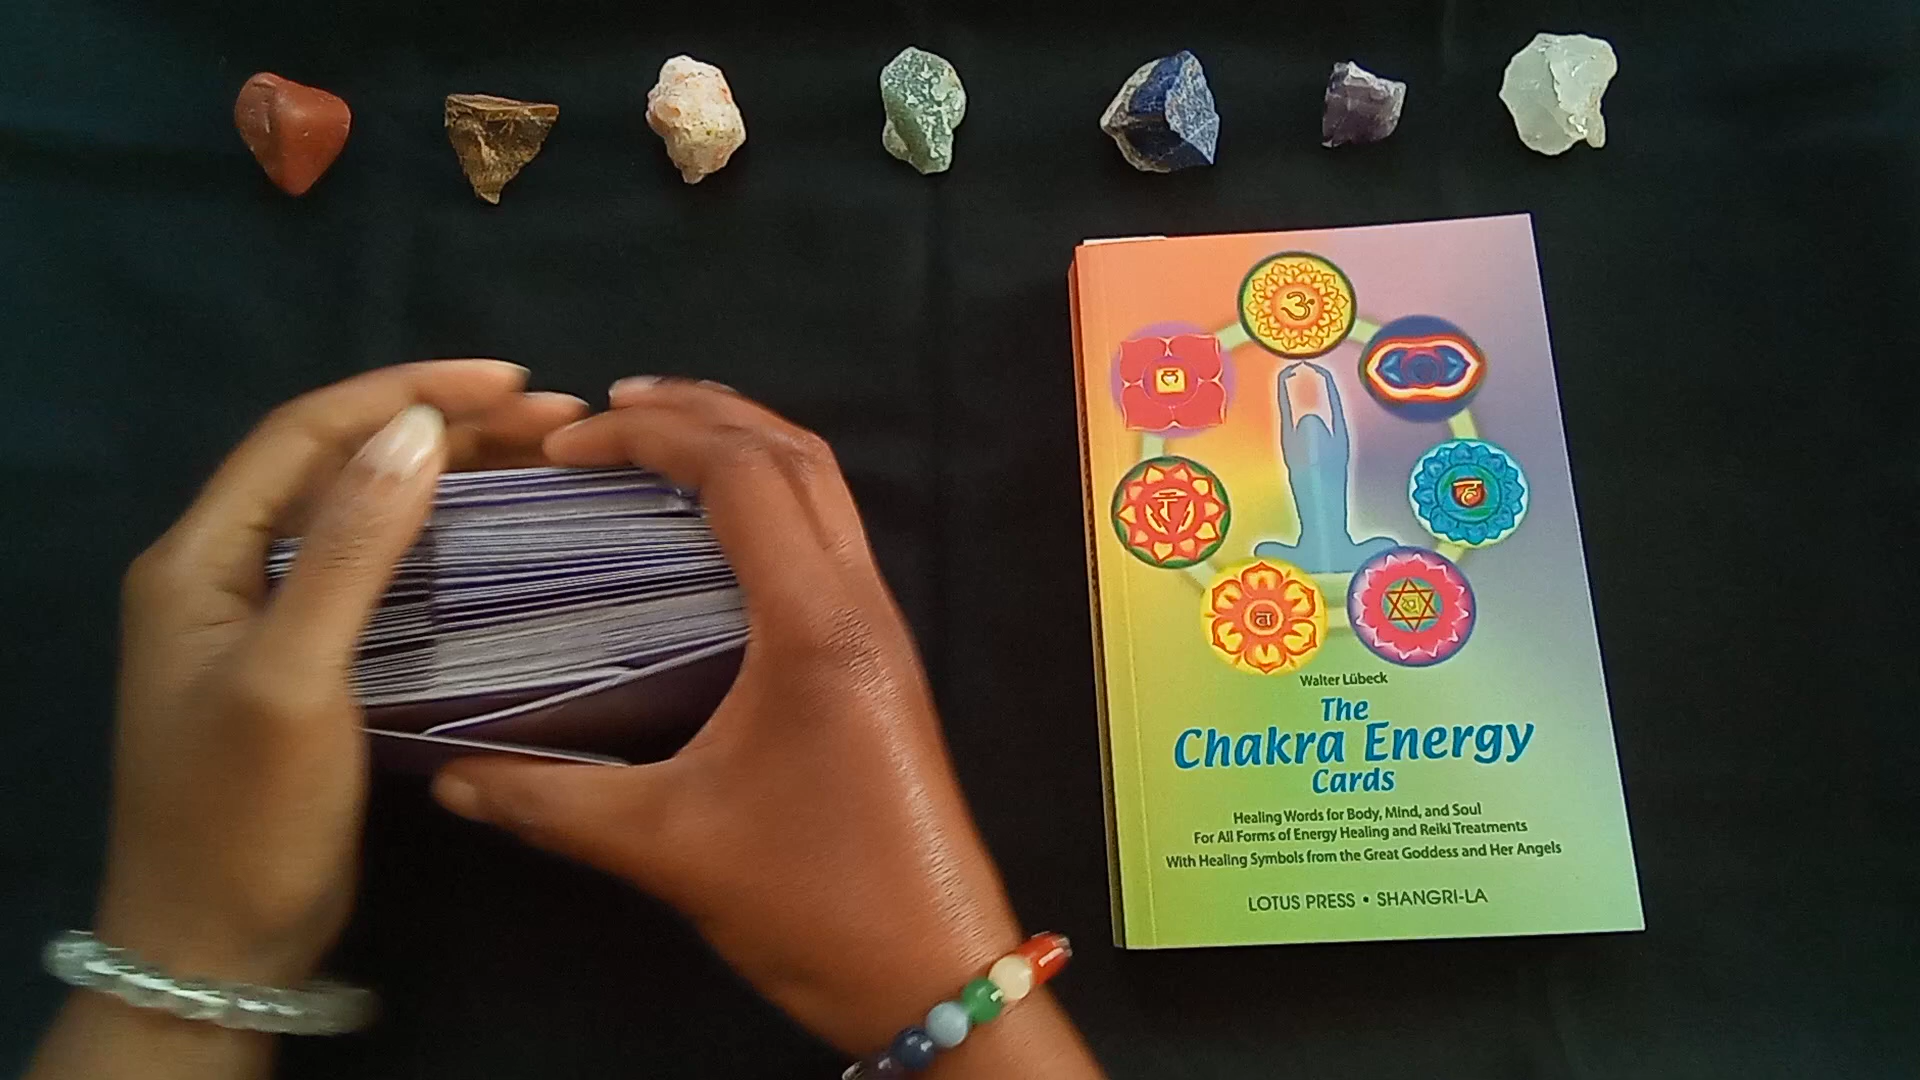 Walter Lübeck
The
Chakra Energy
Cards
Healing Words for Body, Mind, and Soul
For All Forms of Energy Healing and Reiki Treatments
With Healing Symbols from the Great Goddess and Her Angels
LOTUS PRESS • SHANGRI-LA